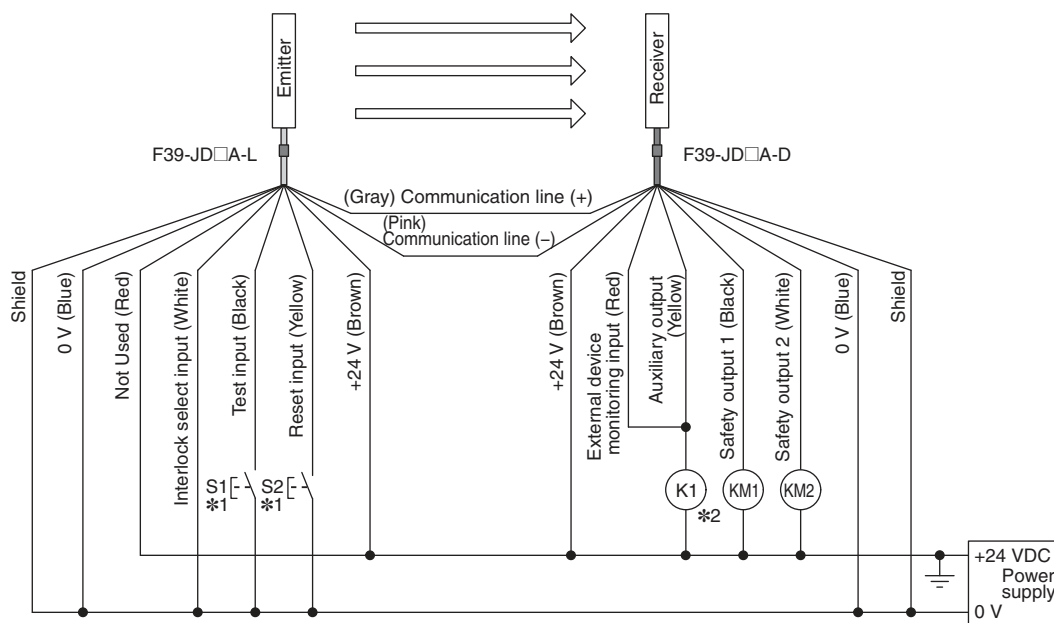 Emitter
Receiver
F39-JD□A-L
F39-JD□A-D
(Gray) Communication line (+)
(Pink)
Communication line (−)
Shield
0 V (Blue)
Not Used (Red)
Interlock select input (White)
Test input (Black)
Reset input (Yellow)
+24 V (Brown)
+24 V (Brown)
External device
monitoring input (Red)
Auxiliary output
(Yellow)
Safety output 1 (Black)
Safety output 2 (White)
0 V (Blue)
Shield
S1
✱1
S2
✱1
K1
✱2
KM1
KM2
+24 VDC
Power
supply
0 V